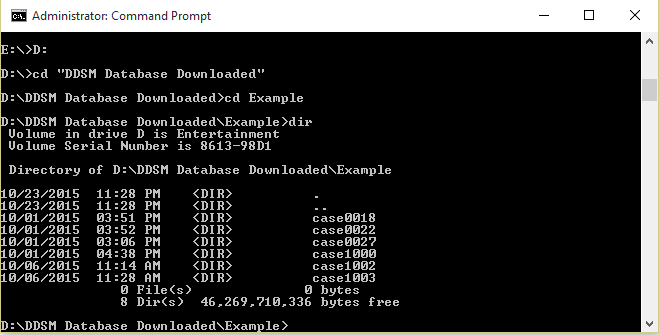 Administrator: Command Prompt
E:\>D:
D:\>cd "DDSM Database Downloaded"
D:\DDSM Database Downloaded>cd Example
D:\DDSM Database Downloaded\Example>dir
 Volume in drive D is Entertainment
 Volume Serial Number is 8613-98D1
 Directory of D:\DDSM Database Downloaded\Example
10/23/2015  11:28 PM    <DIR>          .
10/23/2015  11:28 PM    <DIR>          ..
10/01/2015  03:51 PM    <DIR>          case0018
10/01/2015  03:52 PM    <DIR>          case0022
10/01/2015  03:06 PM    <DIR>          case0027
10/01/2015  04:38 PM    <DIR>          case1000
10/06/2015  11:14 AM    <DIR>          case1002
10/06/2015  11:28 AM    <DIR>          case1003
               0 File(s)              0 bytes
               8 Dir(s)  46,269,710,336 bytes free
D:\DDSM Database Downloaded\Example>